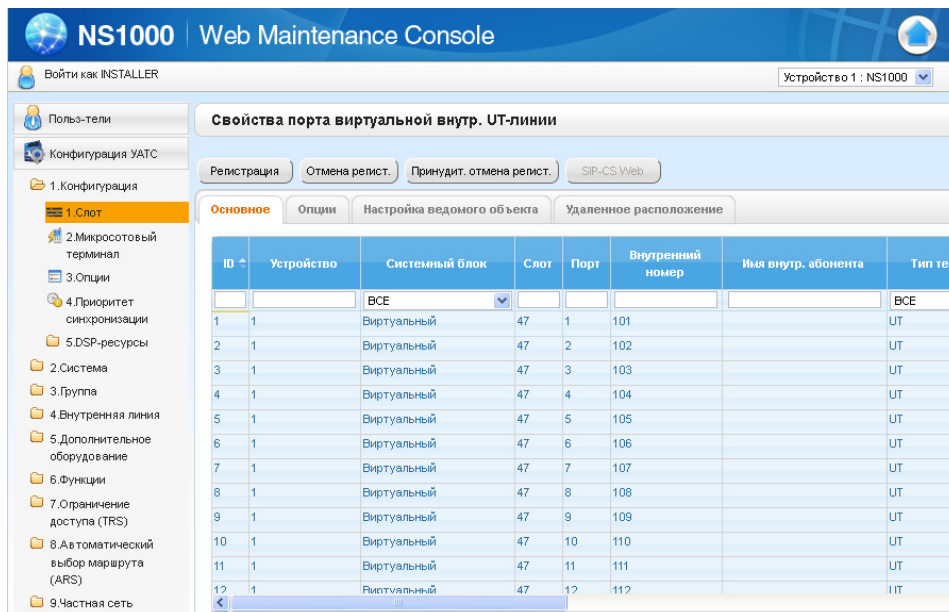 NS1000 Web Maintenance Console
Войти как INSTALLER
Устройство 1 : NS1000
Польз-тели
Конфигурация УАТС
1.Конфигурация
1.Слот
2.Микросотовый
терминал
3.Опции
4.Приоритет
синхронизации
5.DSP-ресурсы
2.Система
3.Группа
4.Внутренняя линия
5.Дополнительное
оборудование
6.Функции
7.Ограничение
доступа (TRS)
8.Автоматический
выбор маршрута
(ARS)
9.Частная сеть
Свойства порта виртуальной внутр. UT-линии
Регистрация Отмена регист. Принудит. отмена регист. SIP-CS Web
Основное Опции Настройка ведомого объекта Удаленное расположение
ID Устройство Системный блок Слот Порт Внутренний номер Имя внутр. абонента Тип те
ВСЕ ВСЕ
1 1 Виртуальный 47 1 101 UT
2 1 Виртуальный 47 2 102 UT
3 1 Виртуальный 47 3 103 UT
4 1 Виртуальный 47 4 104 UT
5 1 Виртуальный 47 5 105 UT
6 1 Виртуальный 47 6 106 UT
7 1 Виртуальный 47 7 107 UT
8 1 Виртуальный 47 8 108 UT
9 1 Виртуальный 47 9 109 UT
10 1 Виртуальный 47 10 110 UT
11 1 Виртуальный 47 11 111 UT
12 1 Виртуальный 47 12 112 UT